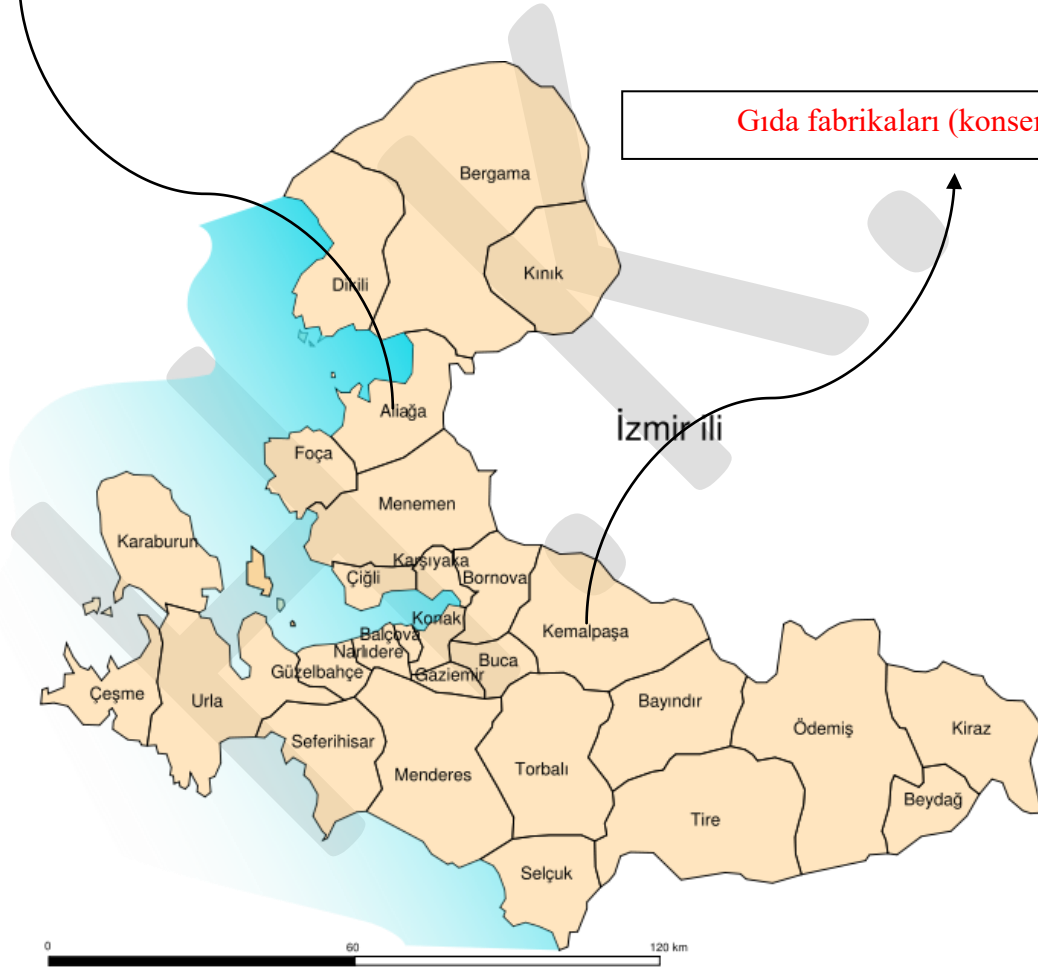 Gıda fabrikaları (konser
Bergama
Kınık
Dikili
Aliağa
İzmir ili
Foça
Menemen
Karaburun
Karşıyaka
Çiğli
Bornova
Konak
Kemalpaşa
Balçova
Narlıdere
Buca
Güzelbahçe
Gaziemir
Çeşme
Urla
Bayındır
Ödemiş
Kiraz
Seferihisar
Menderes
Torbalı
Beydağ
Tire
Selçuk
0 60 120 km